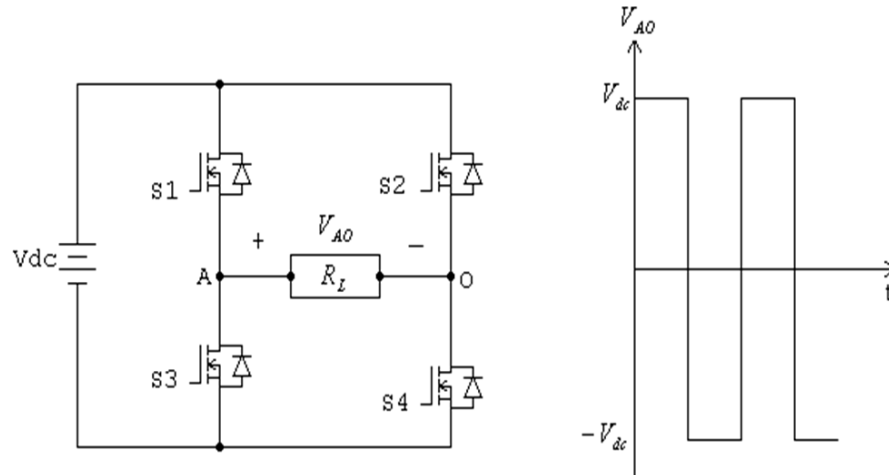 V_AO
V_dc
S1
S2
V_AO
+
−
Vdc
A
R_L
O
t
S3
S4
−V_dc